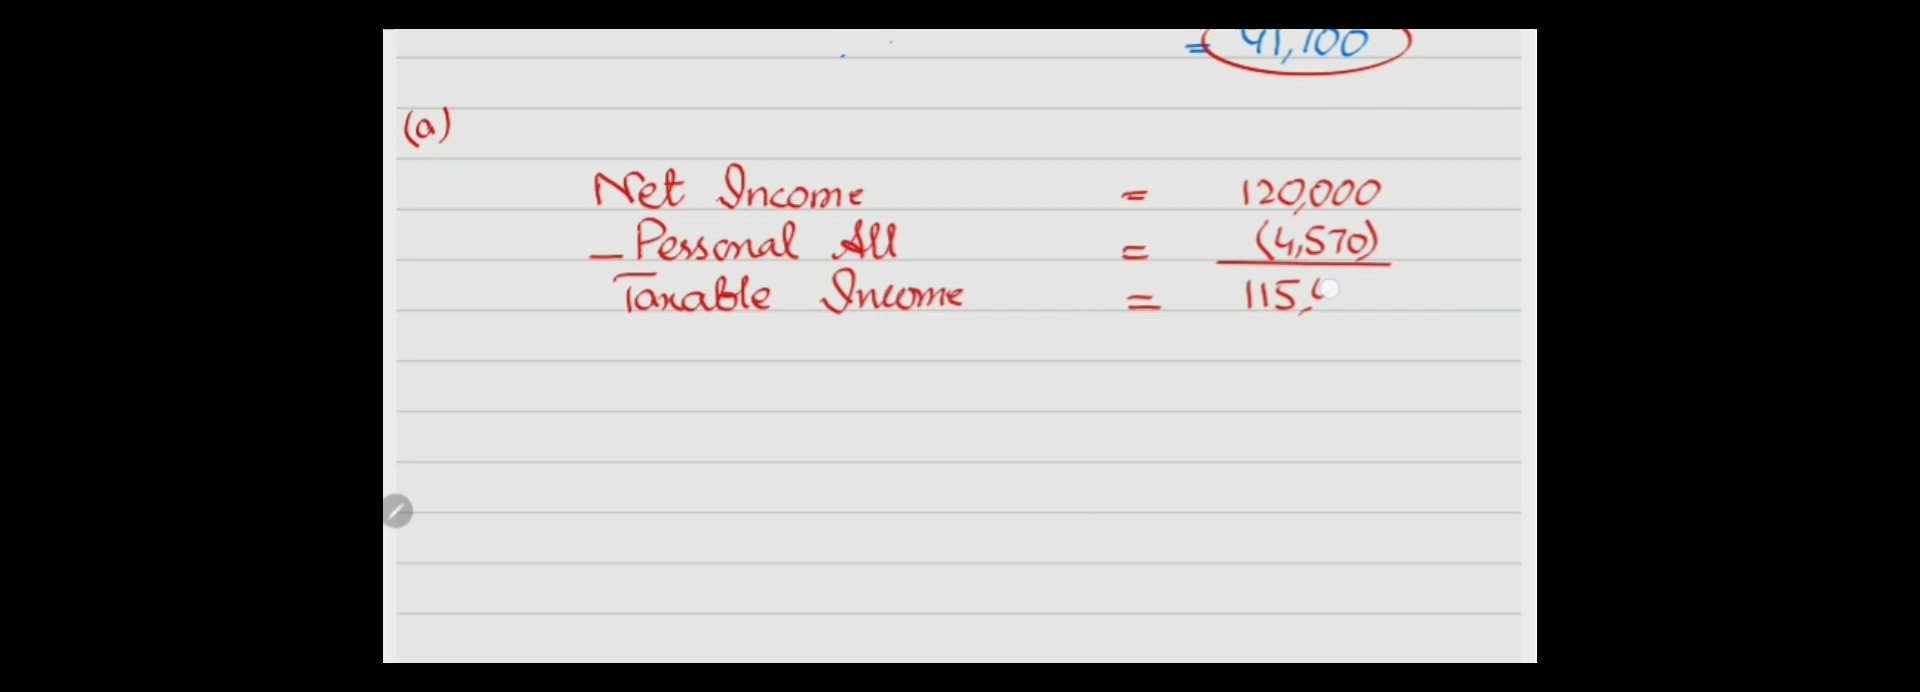 = 41,100
(a)
Net Income = 120,000
- Personal All = (4,570)
Taxable Income = 115,